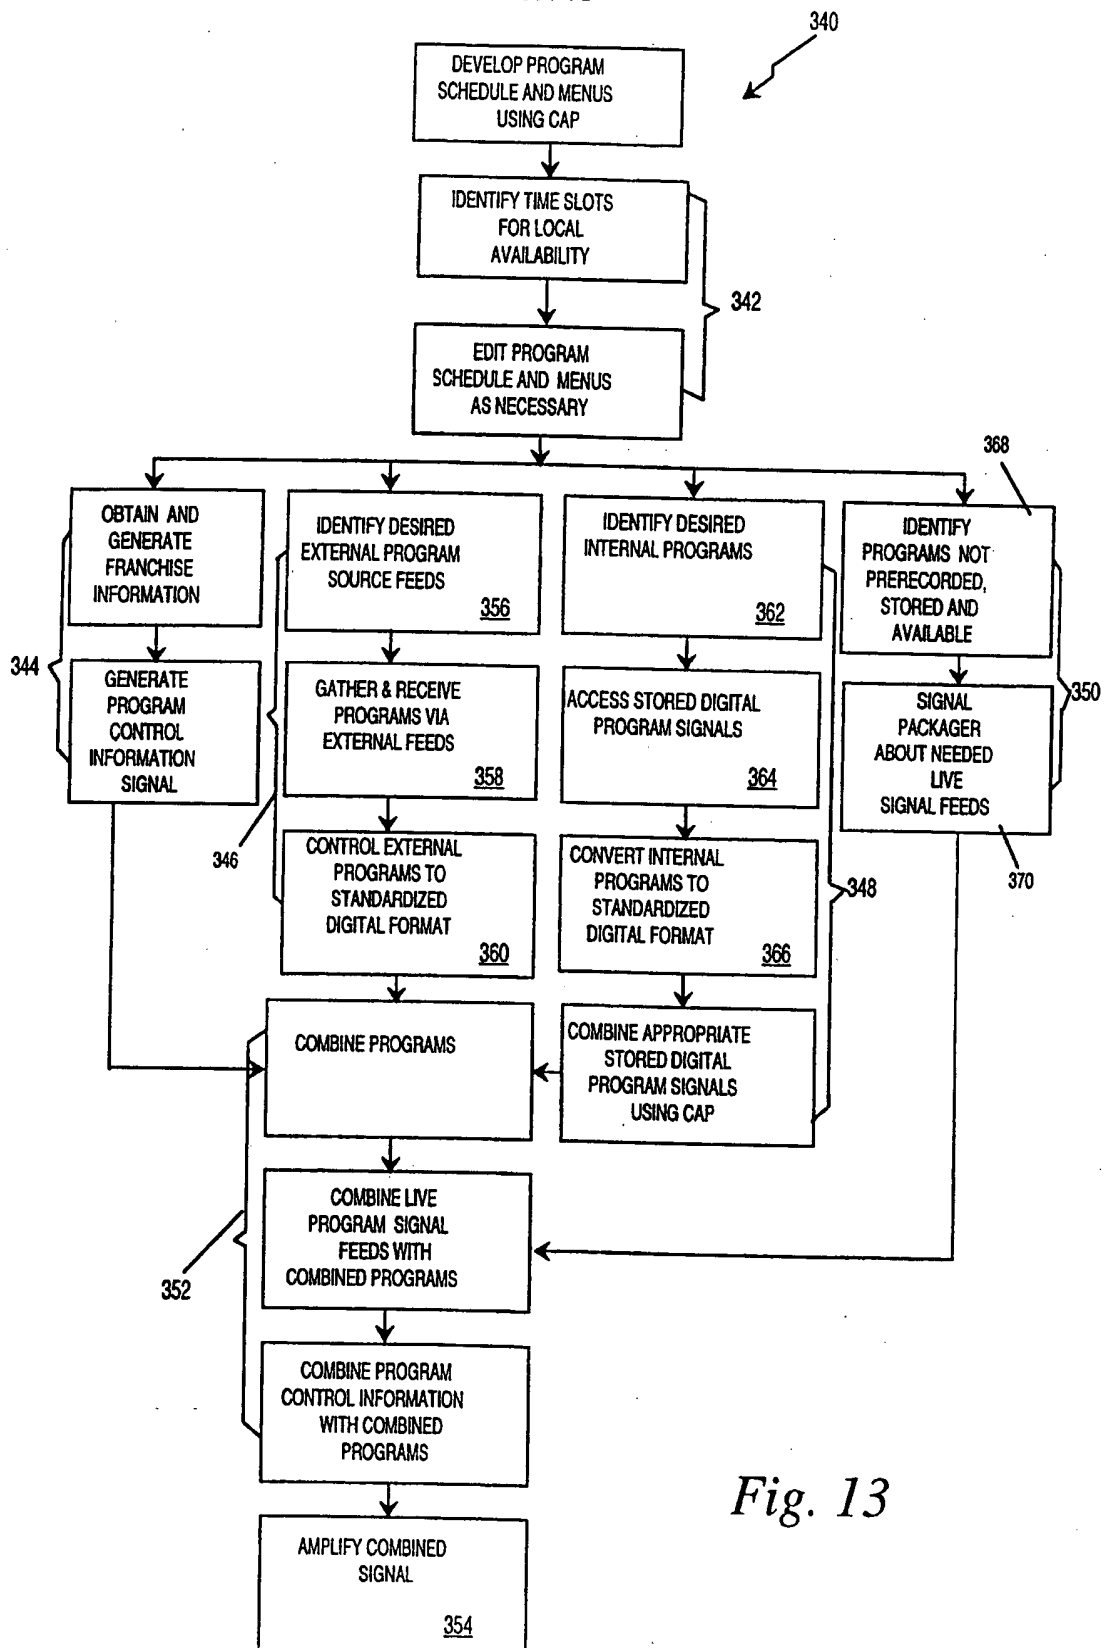 340
DEVELOP PROGRAM
SCHEDULE AND MENUS
USING CAP
IDENTIFY TIME SLOTS
FOR LOCAL
AVAILABILITY
342
EDIT PROGRAM
SCHEDULE AND MENUS
AS NECESSARY
368
OBTAIN AND
GENERATE
FRANCHISE
INFORMATION
IDENTIFY DESIRED
EXTERNAL PROGRAM
SOURCE FEEDS
356
IDENTIFY DESIRED
INTERNAL PROGRAMS
362
IDENTIFY
PROGRAMS NOT
PRERECORDED,
STORED AND
AVAILABLE
344
350
GENERATE
PROGRAM
CONTROL
INFORMATION
SIGNAL
GATHER & RECEIVE
PROGRAMS VIA
EXTERNAL FEEDS
358
ACCESS STORED DIGITAL
PROGRAM SIGNALS
364
SIGNAL
PACKAGER
ABOUT NEEDED
LIVE
SIGNAL FEEDS
346
CONTROL EXTERNAL
PROGRAMS TO
STANDARDIZED
DIGITAL FORMAT
360
CONVERT INTERNAL
PROGRAMS TO
STANDARDIZED
DIGITAL FORMAT
366
348
370
COMBINE PROGRAMS
COMBINE APPROPRIATE
STORED DIGITAL
PROGRAM SIGNALS
USING CAP
COMBINE LIVE
PROGRAM SIGNAL
FEEDS WITH
COMBINED PROGRAMS
352
COMBINE PROGRAM
CONTROL INFORMATION
WITH COMBINED
PROGRAMS
AMPLIFY COMBINED
SIGNAL
354
Fig. 13